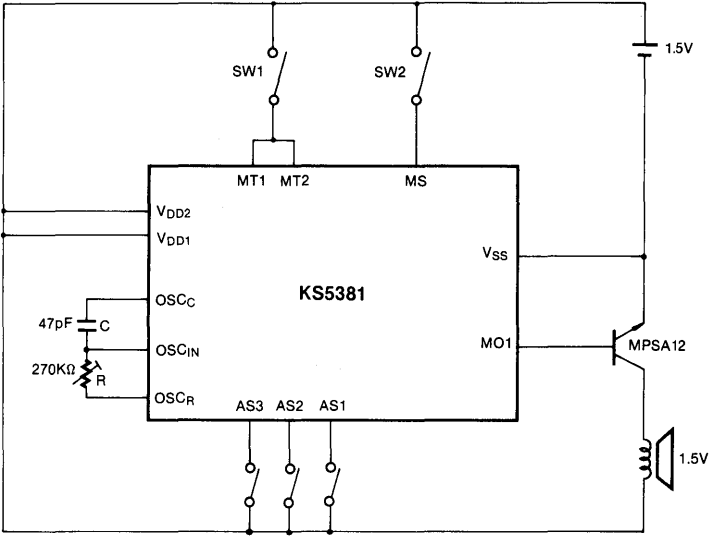 SW1
SW2
1.5V
MT1 MT2 MS
VDD2
VDD1
VSS
KS5381
OSCC
47pF C
OSCIN
MO1
MPSA12
270KΩ
R
OSCR
AS3 AS2 AS1
1.5V